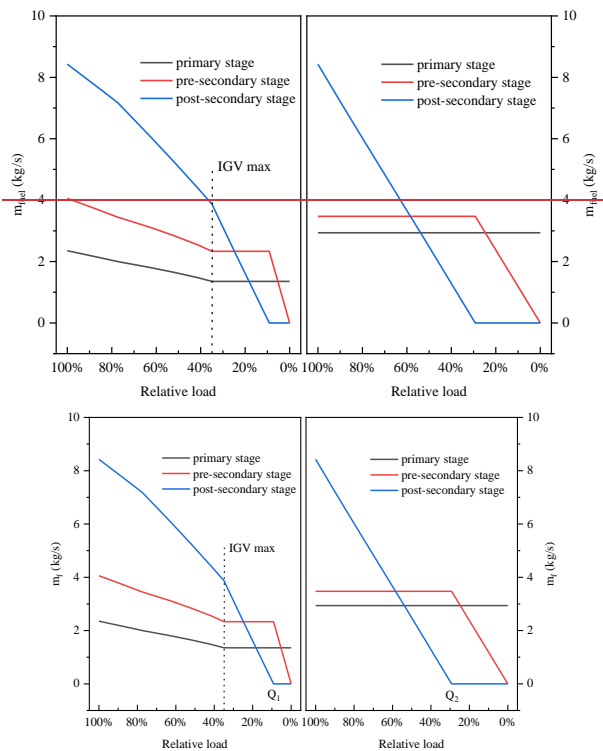 10
primary stage
pre-secondary stage
post-secondary stage
primary stage
pre-secondary stage
post-secondary stage
IGV max
m_fuel (kg/s)
m_fuel (kg/s)
10
8
6
4
2
0
8
6
4
2
0
100% 80% 60% 40% 20% 0%
100% 80% 60% 40% 20% 0%
Relative load
Relative load
10
8
6
4
2
0
10
8
6
4
2
0
primary stage
pre-secondary stage
post-secondary stage
primary stage
pre-secondary stage
post-secondary stage
IGV max
m_f (kg/s)
m_f (kg/s)
Q₁
Q₂
100% 80% 60% 40% 20% 0%
100% 80% 60% 40% 20% 0%
Relative load
Relative load